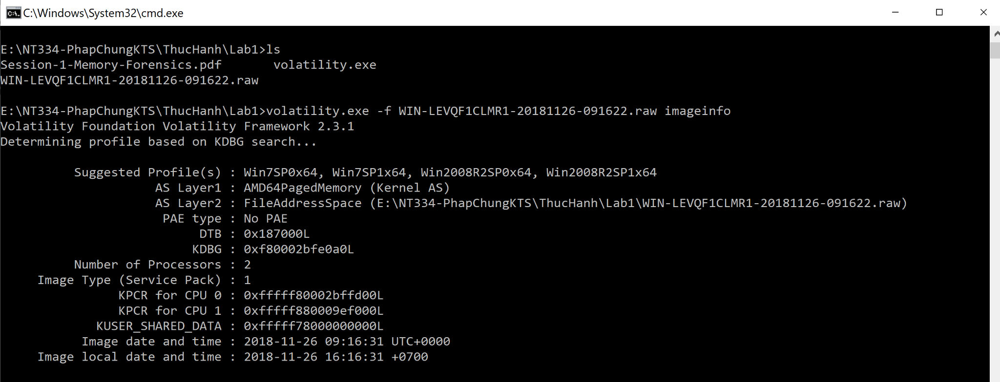 C:\Windows\System32\cmd.exe
E:\NT334-PhapChungKTS\ThucHanh\Lab1>ls
Session-1-Memory-Forensics.pdf       volatility.exe
WIN-LEVQF1CLMR1-20181126-091622.raw
E:\NT334-PhapChungKTS\ThucHanh\Lab1>volatility.exe -f WIN-LEVQF1CLMR1-20181126-091622.raw imageinfo
Volatility Foundation Volatility Framework 2.3.1
Determining profile based on KDBG search...
Suggested Profile(s) : Win7SP0x64, Win7SP1x64, Win2008R2SP0x64, Win2008R2SP1x64
AS Layer1 : AMD64PagedMemory (Kernel AS)
AS Layer2 : FileAddressSpace (E:\NT334-PhapChungKTS\ThucHanh\Lab1\WIN-LEVQF1CLMR1-20181126-091622.raw)
PAE type : No PAE
DTB : 0x187000L
KDBG : 0xf80002bfe0a0L
Number of Processors : 2
Image Type (Service Pack) : 1
KPCR for CPU 0 : 0xfffff80002bffd00L
KPCR for CPU 1 : 0xfffff880009ef000L
KUSER_SHARED_DATA : 0xfffff78000000000L
Image date and time : 2018-11-26 09:16:31 UTC+0000
Image local date and time : 2018-11-26 16:16:31 +0700